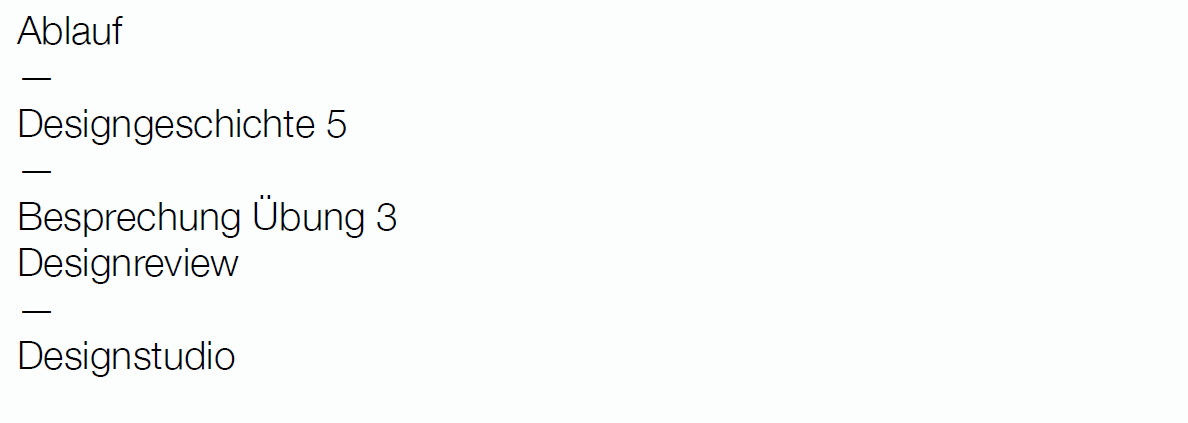 Ablauf
—
Designgeschichte 5
—
Besprechung Übung 3
Designreview
—
Designstudio